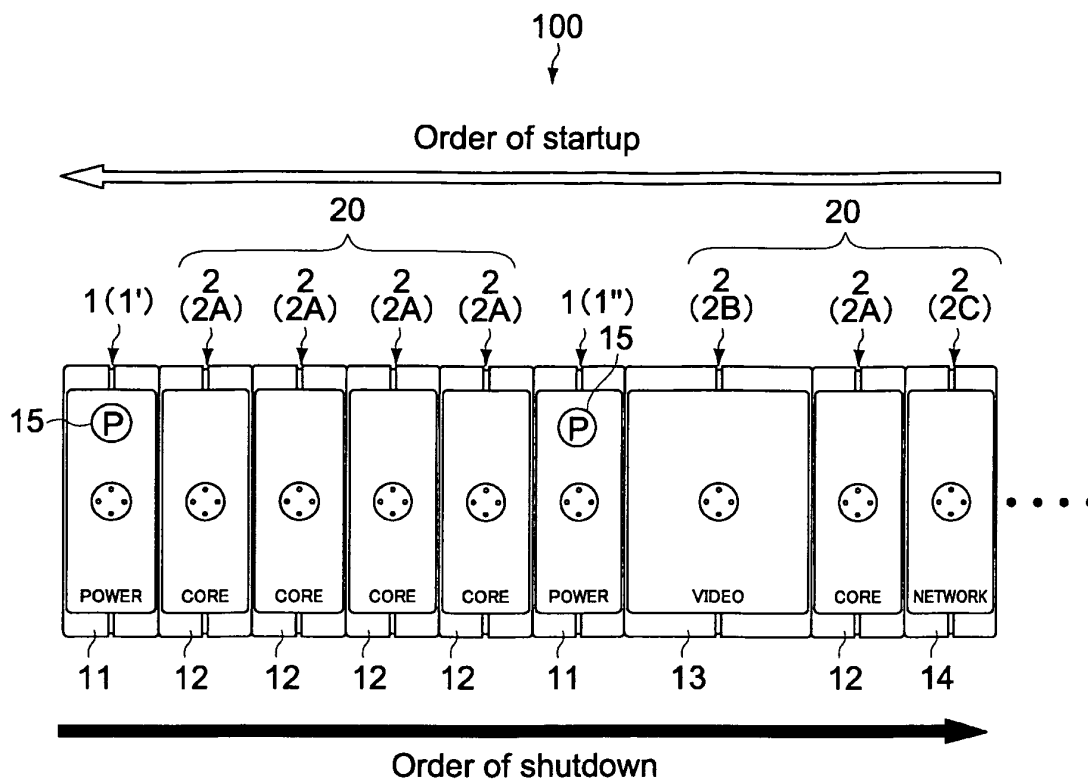 100
Order of startup
20 20
1(1') 2(2A) 2(2A) 2(2A) 2(2A) 1(1") 2(2B) 2(2A) 2(2C)
15
15 P P
POWER CORE CORE CORE CORE POWER VIDEO CORE NETWORK
11 12 12 12 12 11 13 12 14
Order of shutdown